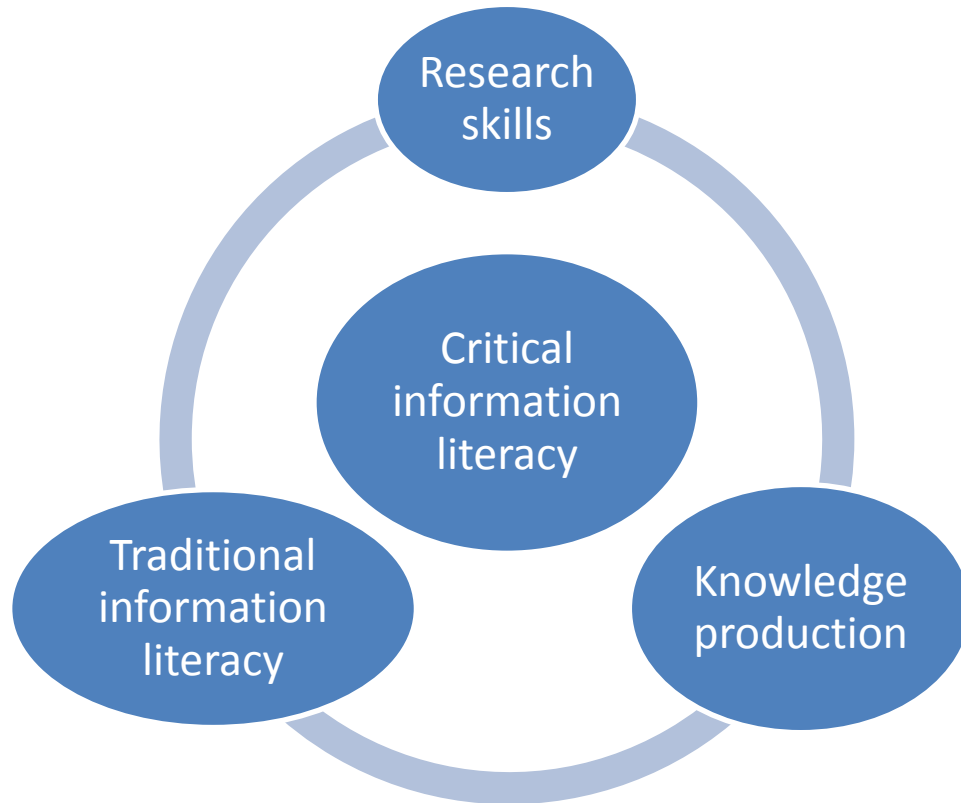 Research
skills
Critical
information
literacy
Traditional
information
literacy
Knowledge
production